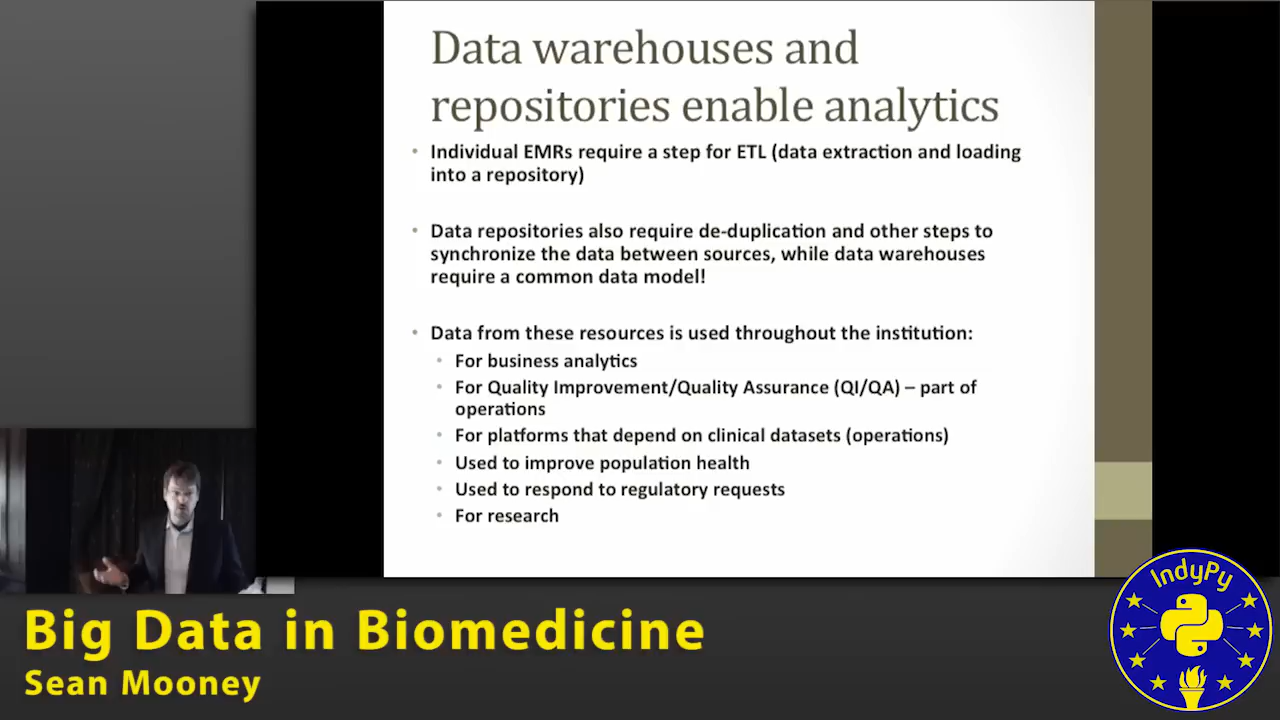 Data warehouses and
repositories enable analytics
• Individual EMRs require a step for ETL (data extraction and loading
into a repository)
• Data repositories also require de-duplication and other steps to
synchronize the data between sources, while data warehouses
require a common data model!
• Data from these resources is used throughout the institution:
• For business analytics
• For Quality Improvement/Quality Assurance (QI/QA) – part of
operations
• For platforms that depend on clinical datasets (operations)
• Used to improve population health
• Used to respond to regulatory requests
• For research
IndyPy
Big Data in Biomedicine
Sean Mooney